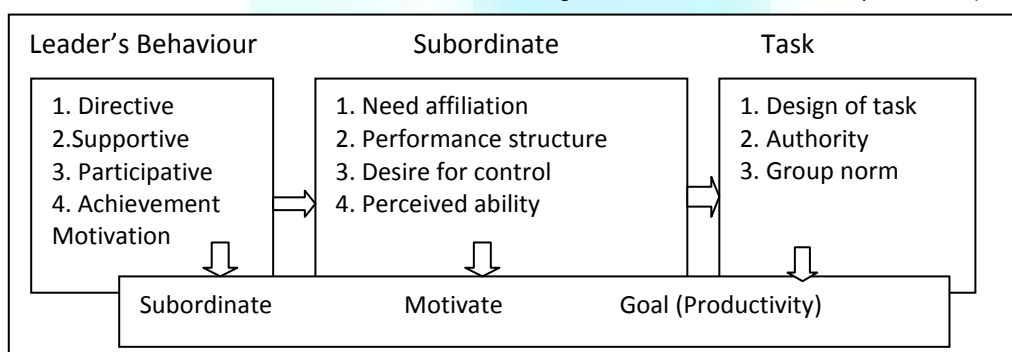 Leader's Behaviour
Subordinate
Task
1. Directive
2.Supportive
3. Participative
4. Achievement
Motivation
1. Need affiliation
2. Performance structure
3. Desire for control
4. Perceived ability
1. Design of task
2. Authority
3. Group norm
Subordinate
Motivate
Goal (Productivity)